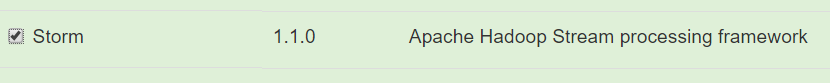 Storm 1.1.0 Apache Hadoop Stream processing framework